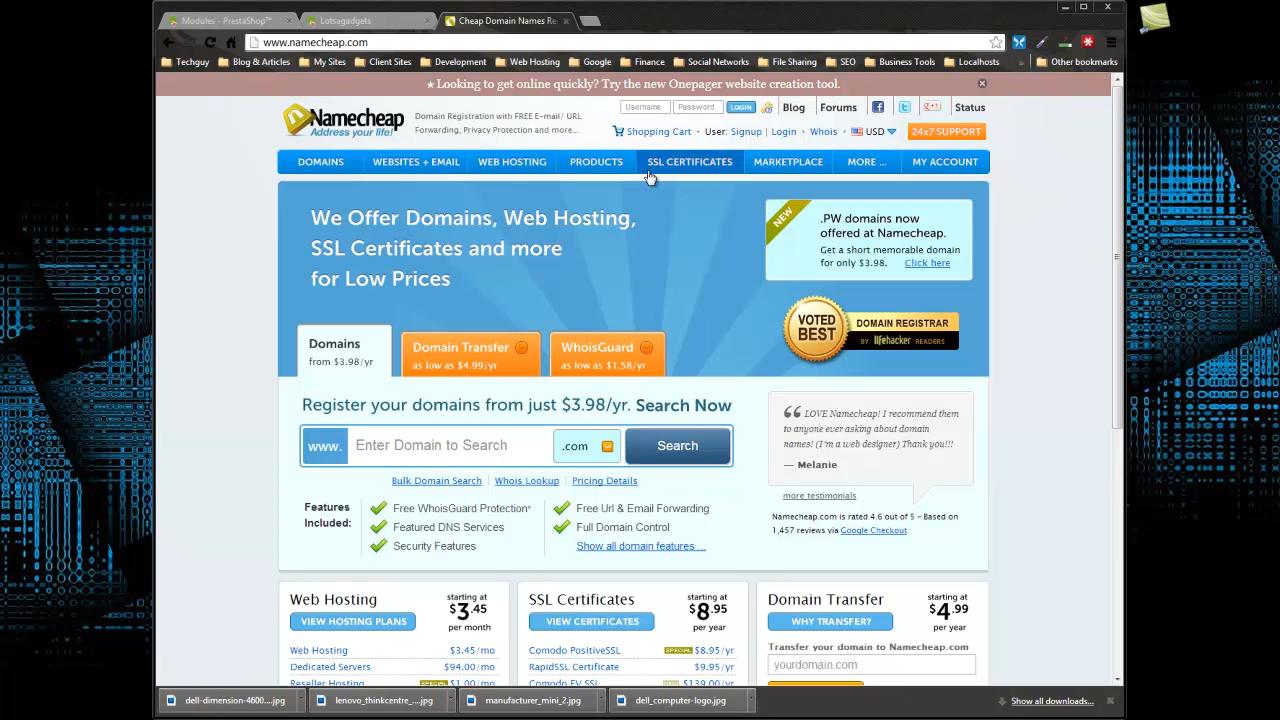 Modules - PrestaShop™
Lotsagadgets
Cheap Domain Names Re
www.namecheap.com
Techguy
Blog & Articles
My Sites
Client Sites
Development
Web Hosting
Google
Finance
Social Networks
File Sharing
SEO
Business Tools
Localhosts
»
Other bookmarks
★ Looking to get online quickly? Try the new Onepager website creation tool.
Namecheap
Address your life!
Domain Registration with FREE E-mail/ URL
Forwarding, Privacy Protection and more...
Username
Password
LOGIN
Blog
Forums
Status
Shopping Cart • User: Signup | Login • Whois • USD
24x7 SUPPORT
DOMAINS
WEBSITES + EMAIL
WEB HOSTING
PRODUCTS
SSL CERTIFICATES
MARKETPLACE
MORE ...
MY ACCOUNT
We Offer Domains, Web Hosting,
SSL Certificates and more
for Low Prices
NEW
.PW domains now
offered at Namecheap.
Get a short memorable domain
for only $3.98. Click here
VOTED
BEST
DOMAIN REGISTRAR
BY lifehacker READERS
Domains
from $3.98/yr
Domain Transfer
as low as $4.99/yr
WhoisGuard
as low as $1.58/yr
Register your domains from just $3.98/yr. Search Now
www.
Enter Domain to Search
.com
Search
Bulk Domain Search
Whois Lookup
Pricing Details
Features
Included:
Free WhoisGuard Protection*
Featured DNS Services
Security Features
Free Url & Email Forwarding
Full Domain Control
Show all domain features ...
LOVE Namecheap! I recommend them
to anyone ever asking about domain
names! (I'm a web designer) Thank you!!!
— Melanie
more testimonials
Namecheap.com is rated 4.6 out of 5 - Based on
1,457 reviews via Google Checkout
Web Hosting
VIEW HOSTING PLANS
starting at
$3.45
per month
Web Hosting $3.45/mo
Dedicated Servers $94.00/mo
Reseller Hosting SPECIAL $1.00/mo
SSL Certificates
VIEW CERTIFICATES
starting at
$8.95
per year
Comodo PositiveSSL SPECIAL $8.95/yr
RapidSSL Certificate $9.95/yr
Comodo EV SSL $139.00/yr
Domain Transfer
WHY TRANSFER?
starting at
$4.99
per year
Transfer your domain to Namecheap.com
yourdomain.com
dell-dimension-4600....jpg
lenovo_thinkcentre_...jpg
manufacturer_mini_2.jpg
dell_computer-logo.jpg
Show all downloads...